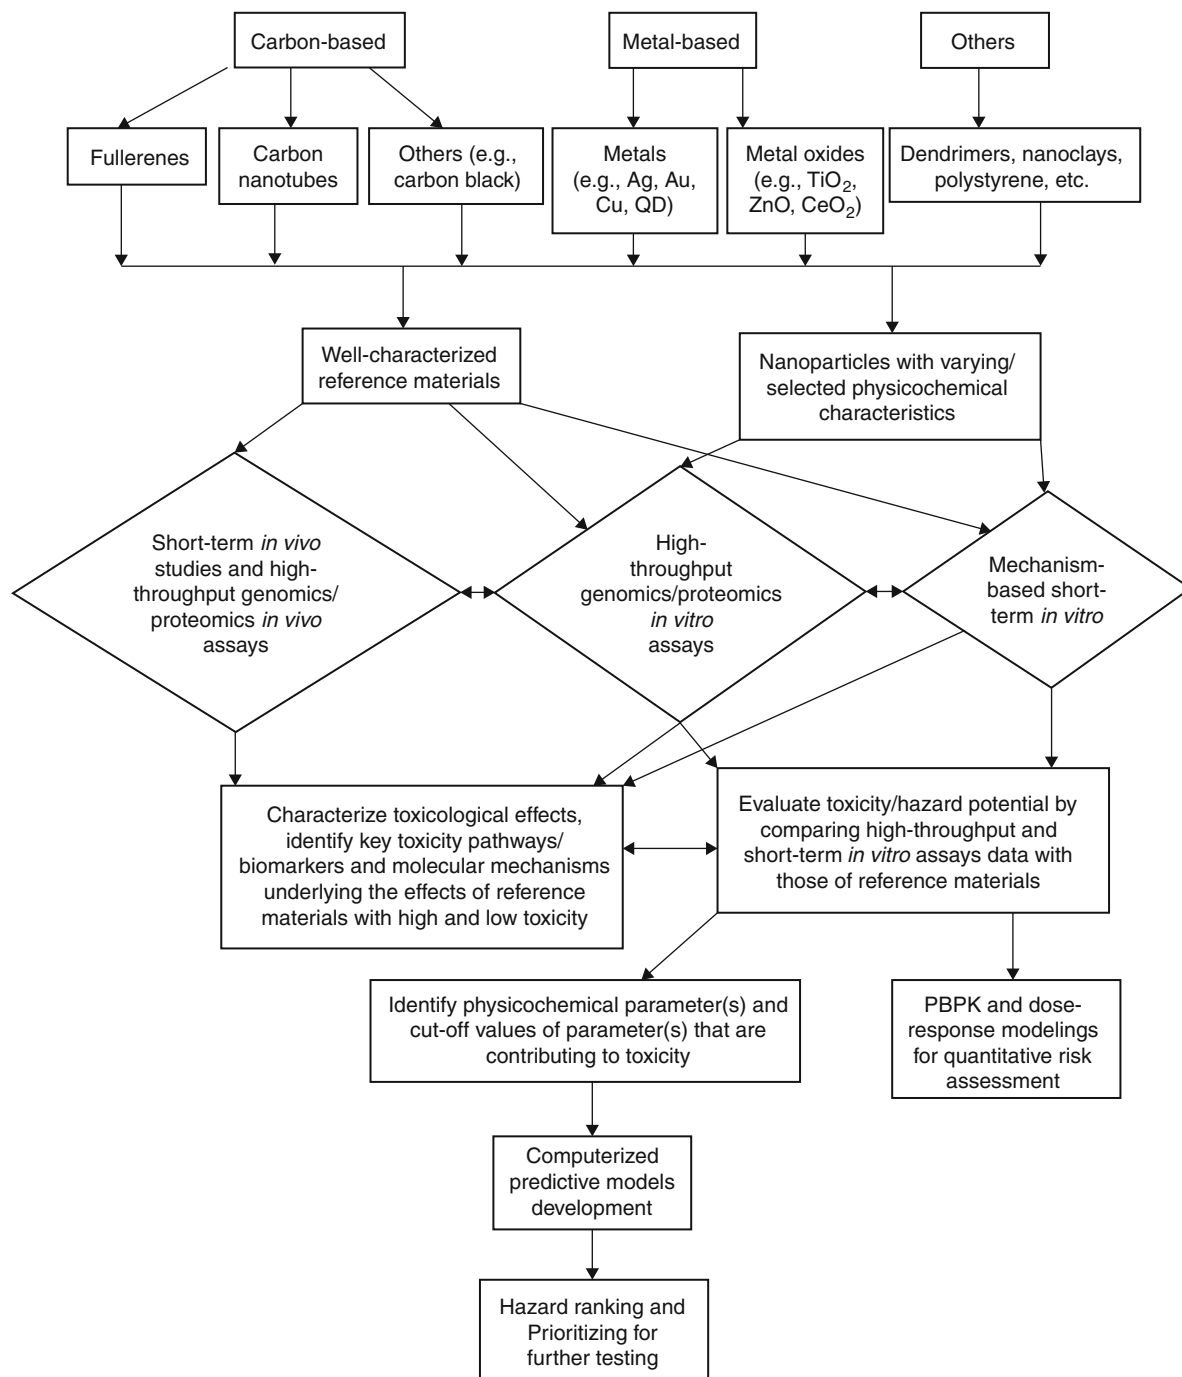 Carbon-based
Metal-based
Others
Fullerenes
Carbon
nanotubes
Others (e.g.,
carbon black)
Metals
(e.g., Ag, Au,
Cu, QD)
Metal oxides
(e.g., TiO₂,
ZnO, CeO₂)
Dendrimers, nanoclays,
polystyrene, etc.
Well-characterized
reference materials
Nanoparticles with varying/
selected physicochemical
characteristics
Short-term in vivo
studies and high-
throughput genomics/
proteomics in vivo
assays
High-
throughput
genomics/proteomics
in vitro
assays
Mechanism-
based short-
term in vitro
Characterize toxicological effects,
identify key toxicity pathways/
biomarkers and molecular mechanisms
underlying the effects of reference
materials with high and low toxicity
Evaluate toxicity/hazard potential by
comparing high-throughput and
short-term in vitro assays data with
those of reference materials
Identify physicochemical parameter(s) and
cut-off values of parameter(s) that are
contributing to toxicity
PBPK and dose-
response modelings
for quantitative risk
assessment
Computerized
predictive models
development
Hazard ranking and
Prioritizing for
further testing